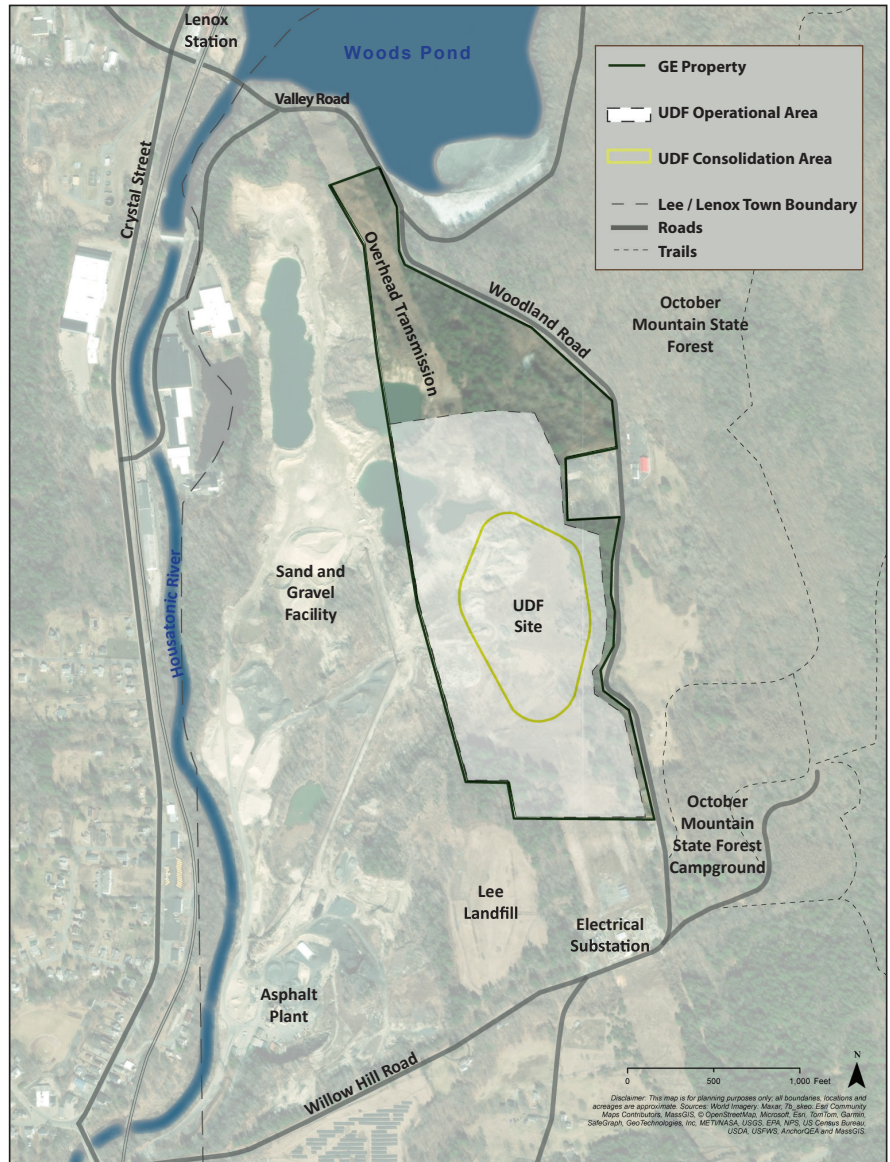 Lenox
Station
Woods Pond
Valley Road
Crystal Street
GE Property
UDF Operational Area
UDF Consolidation Area
Lee / Lenox Town Boundary
Roads
Trails
Overhead Transmission
Woodland Road
October
Mountain State
Forest
Housatonic River
Sand and
Gravel
Facility
UDF
Site
October
Mountain
State Forest
Campground
Lee
Landfill
Electrical
Substation
Asphalt
Plant
Willow Hill Road
N
0 500 1,000 Feet
Disclaimer: This map is for planning purposes only; all boundaries, locations and
acreages are approximate. Sources: World Imagery: Maxar, 7b_skeo: Esri Community
Maps Contributors, MassGIS, © OpenStreetMap, Microsoft, Esri, TomTom, Garmin,
SafeGraph, GeoTechnologies, Inc, METI/NASA, USGS, EPA, NPS, US Census Bureau,
USDA, USFWS, AnchorQEA and MassGIS.